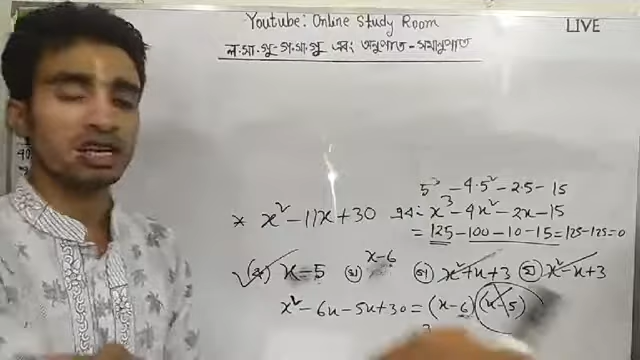 Youtube: Online Study Room
LIVE
ল.সা.গু-গ.সা.গু এবং অনুপাত-সমানুপাত
5³ - 4.5² - 2.5 - 15
* x² - 11x + 30 এবং x³ - 4x² - 2x - 15
= 125 - 100 - 10 - 15 = 125 - 125 = 0
(ক) x - 5 (খ) x - 6 (গ) x² + x + 3 (ঘ) x² - x + 3
x² - 6x - 5x + 30 = (x - 6)(x - 5)